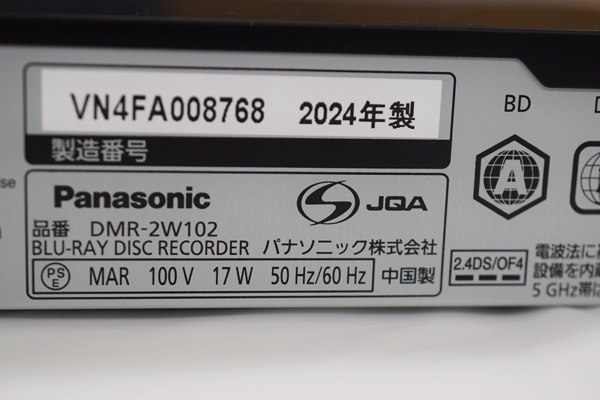 VN4FA008768 2024年製
製造番号
Panasonic
JQA
品番 DMR-2W102
BLU-RAY DISC RECORDER パナソニック株式会社
PSE MAR 100 V 17 W 50 Hz/60 Hz 中国製
BD
A
2.4DS/OF4
電波法に
設備を内
5 GHz帯